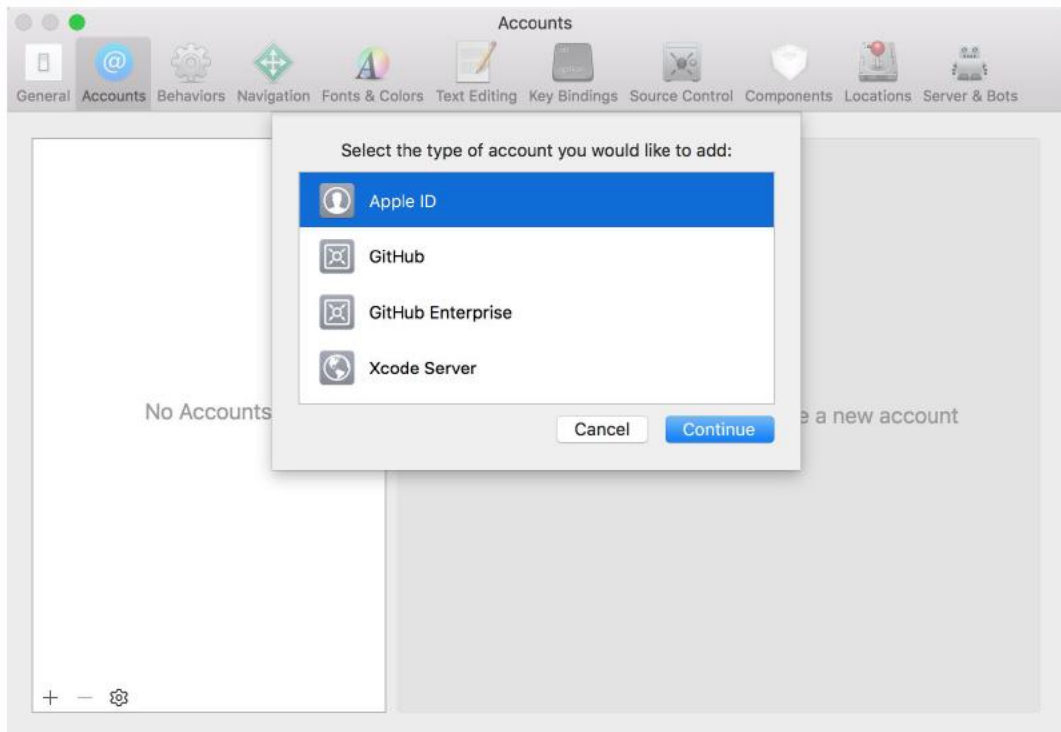 Accounts
General Accounts Behaviors Navigation Fonts & Colors Text Editing Key Bindings Source Control Components Locations Server & Bots
Select the type of account you would like to add:
Apple ID
GitHub
GitHub Enterprise
Xcode Server
No Accounts
a new account
Cancel Continue